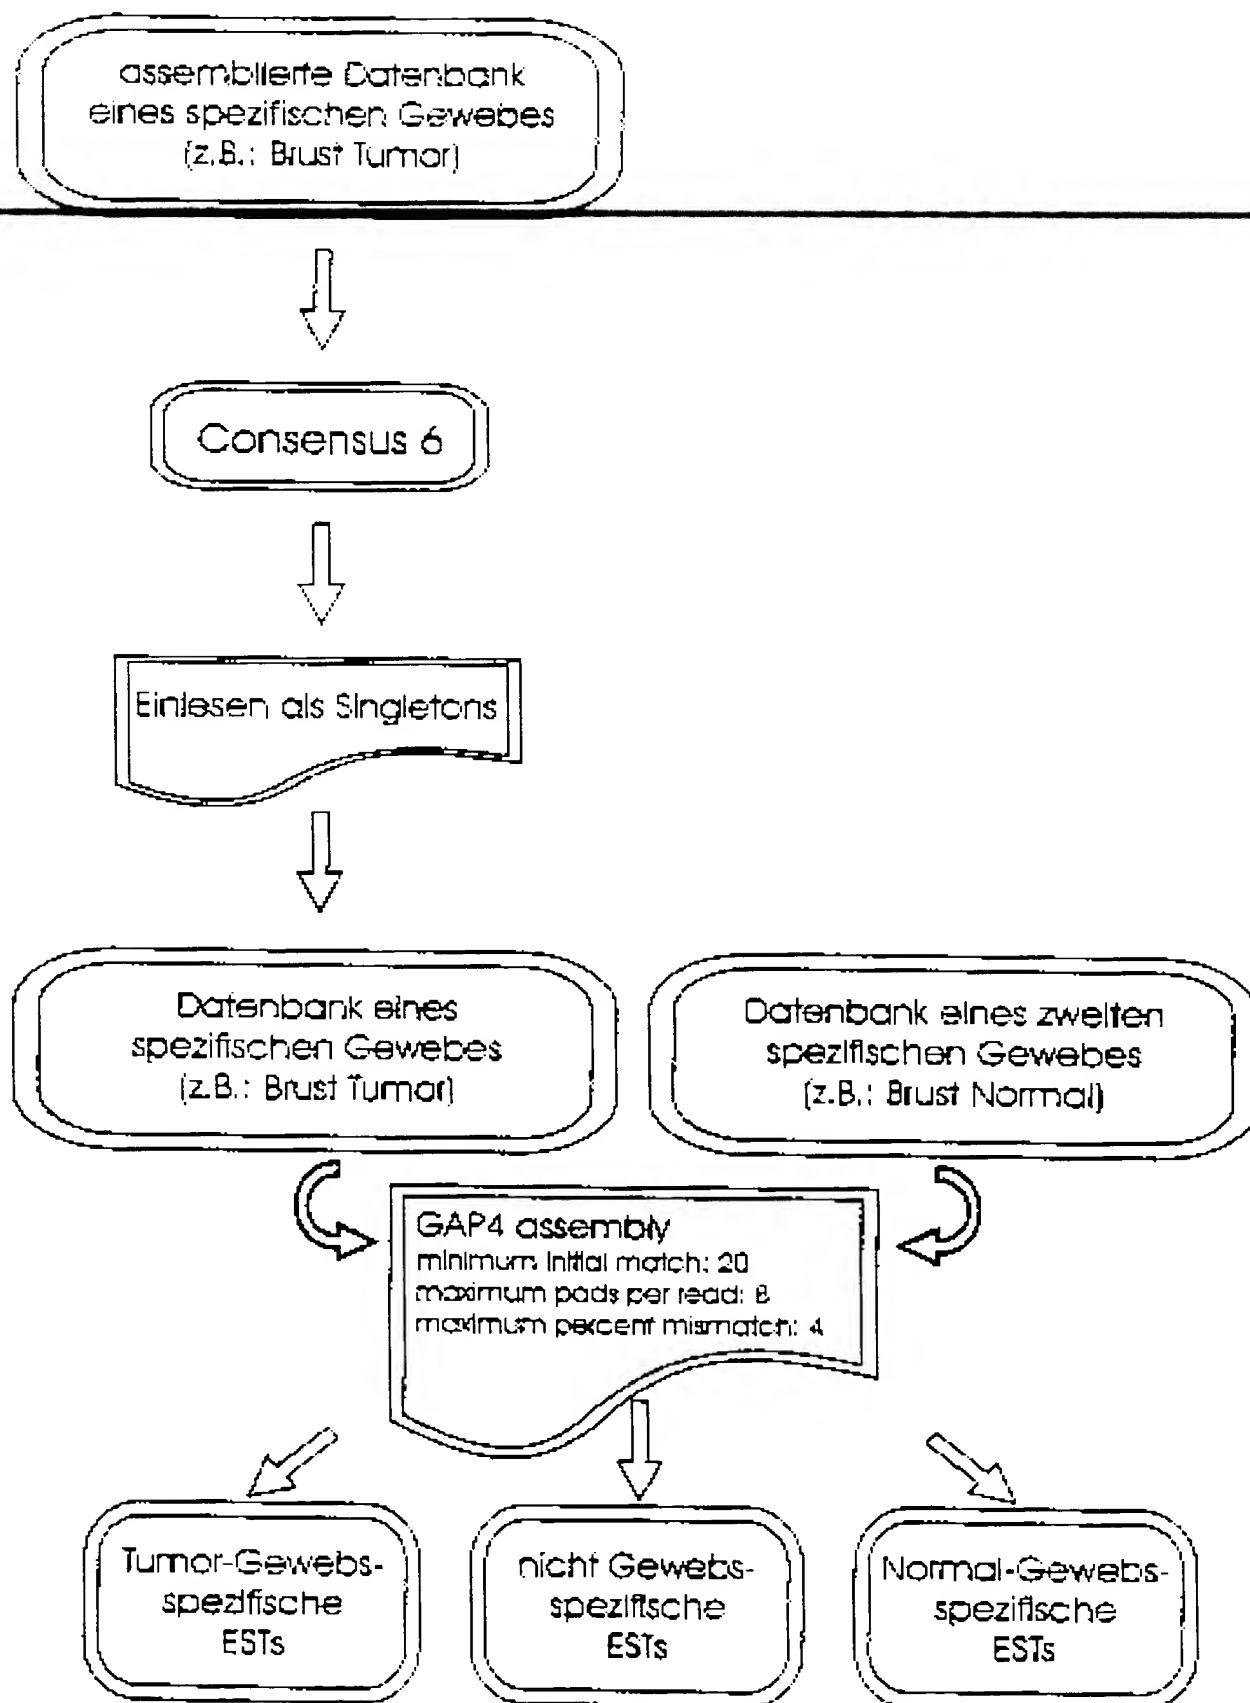 assemblierte Datenbank
eines spezifischen Gewebes
(z.B.: Brust Tumor)
Consensus 6
Einlesen als Singletons
Datenbank eines
spezifischen Gewebes
(z.B.: Brust Tumor)
Datenbank eines zweiten
spezifischen Gewebes
(z.B.: Brust Normal)
GAP4 assembly
minimum initial match: 20
maximum pads per read: 8
maximum percent mismatch: 4
Tumor-Gewebs-
spezifische
ESTs
nicht Gewebs-
spezifische
ESTs
Normal-Gewebs-
spezifische
ESTs